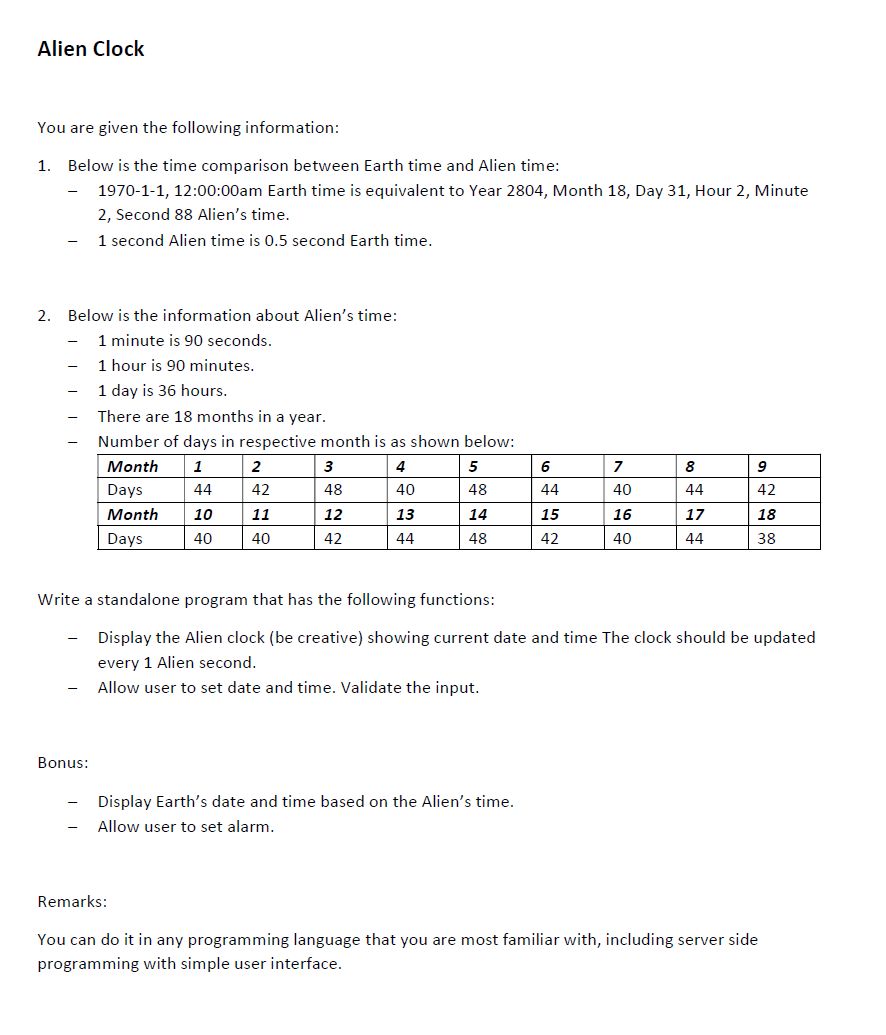 Alien Clock
You are given the following information:
1. Below is the time comparison between Earth time and Alien time:
– 1970-1-1, 12:00:00am Earth time is equivalent to Year 2804, Month 18, Day 31, Hour 2, Minute
2, Second 88 Alien's time.
– 1 second Alien time is 0.5 second Earth time.
2. Below is the information about Alien's time:
– 1 minute is 90 seconds.
– 1 hour is 90 minutes.
– 1 day is 36 hours.
– There are 18 months in a year.
– Number of days in respective month is as shown below:
Month 1 2 3 4 5 6 7 8 9
Days 44 42 48 40 48 44 40 44 42
Month 10 11 12 13 14 15 16 17 18
Days 40 40 42 44 48 42 40 44 38
Write a standalone program that has the following functions:
– Display the Alien clock (be creative) showing current date and time The clock should be updated
every 1 Alien second.
– Allow user to set date and time. Validate the input.
Bonus:
– Display Earth's date and time based on the Alien's time.
– Allow user to set alarm.
Remarks:
You can do it in any programming language that you are most familiar with, including server side
programming with simple user interface.